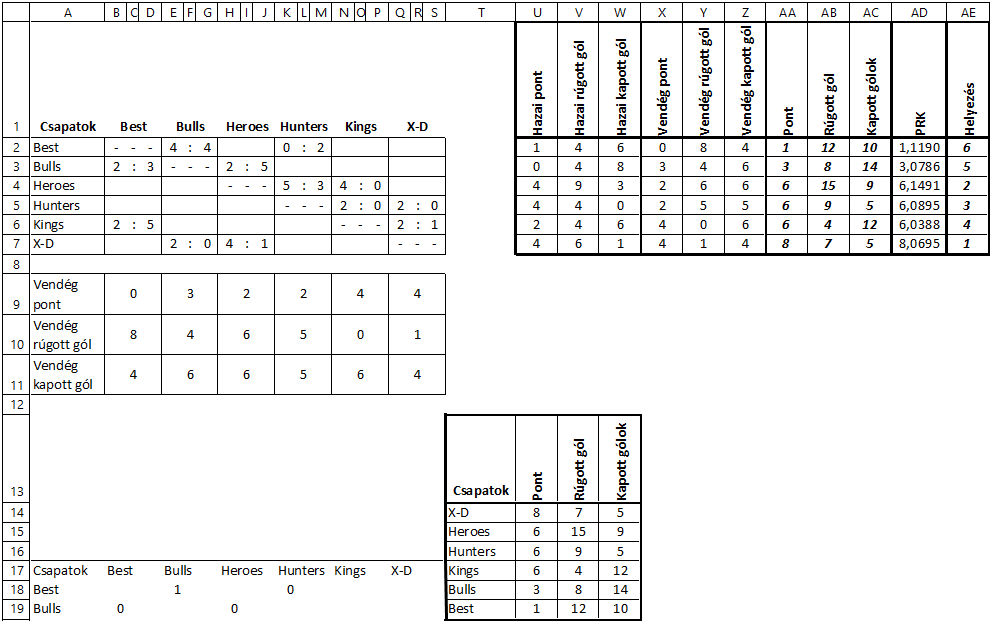 A B C D E F G H I J K L M N O P Q R S T U V W X Y Z AA AB AC AD AE
1 Csapatok Best Bulls Heroes Hunters Kings X-D Hazai pont Hazai rúgott gól Hazai kapott gól Vendég pont Vendég rúgott gól Vendég kapott gól Pont Rúgott gól Kapott gólok PRK Helyezés
2 Best - - - 4 : 4 0 : 2 1 4 6 0 8 4 1 12 10 1,1190 6
3 Bulls 2 : 3 - - - 2 : 5 0 4 8 3 4 6 3 8 14 3,0786 5
4 Heroes - - - 5 : 3 4 : 0 4 9 3 2 6 6 6 15 9 6,1491 2
5 Hunters - - - 2 : 0 2 : 0 4 4 0 2 5 5 6 9 5 6,0895 3
6 Kings 2 : 5 - - - 2 : 1 2 4 6 4 0 6 6 4 12 6,0388 4
7 X-D 2 : 0 4 : 1 - - - 4 6 1 4 1 4 8 7 5 8,0695 1
8
9 Vendég pont 0 3 2 2 4 4
10 Vendég rúgott gól 8 4 6 5 0 1
11 Vendég kapott gól 4 6 6 5 6 4
12
13 Csapatok Pont Rúgott gól Kapott gólok
14 X-D 8 7 5
15 Heroes 6 15 9
16 Hunters 6 9 5
17 Csapatok Best Bulls Heroes Hunters Kings X-D Kings 6 4 12
18 Best 1 0 Bulls 3 8 14
19 Bulls 0 0 Best 1 12 10